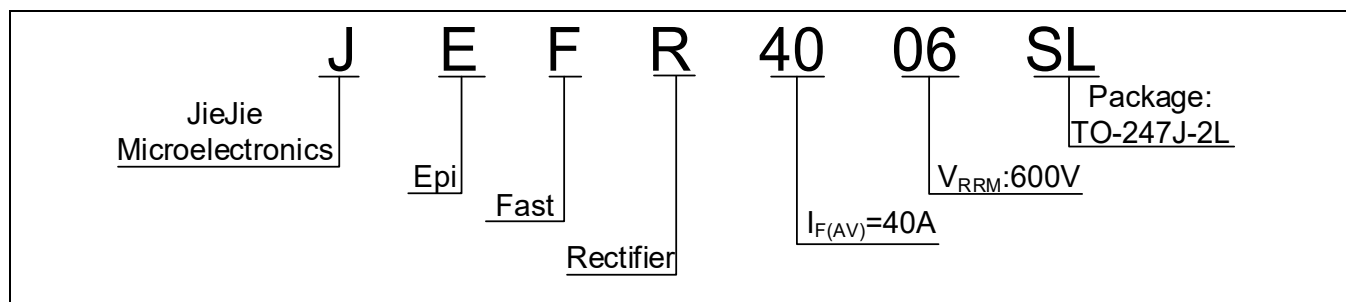 J E F R 40 06 SL
JieJie
Microelectronics
Epi
Fast
Rectifier
I_F(AV)=40A
V_RRM:600V
Package:
TO-247J-2L